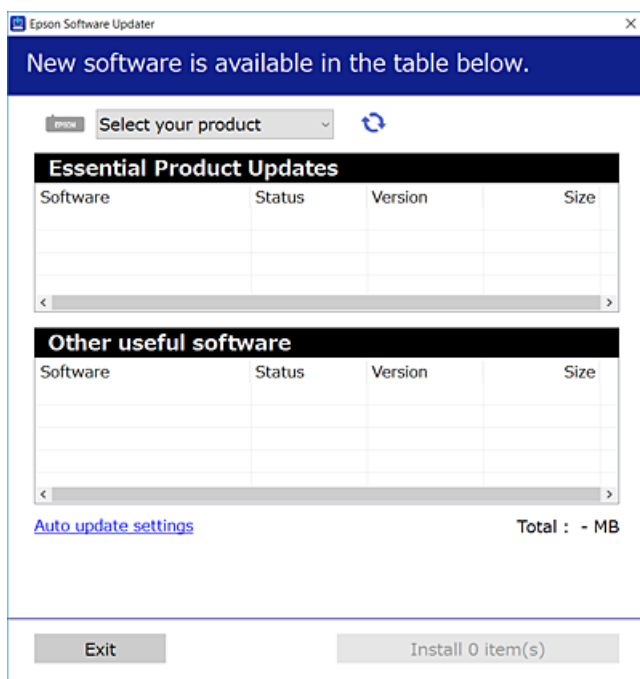 Epson Software Updater
New software is available in the table below.
EPSON Select your product
Essential Product Updates
Software Status Version Size
Other useful software
Software Status Version Size
Auto update settings Total : - MB
Exit Install 0 item(s)